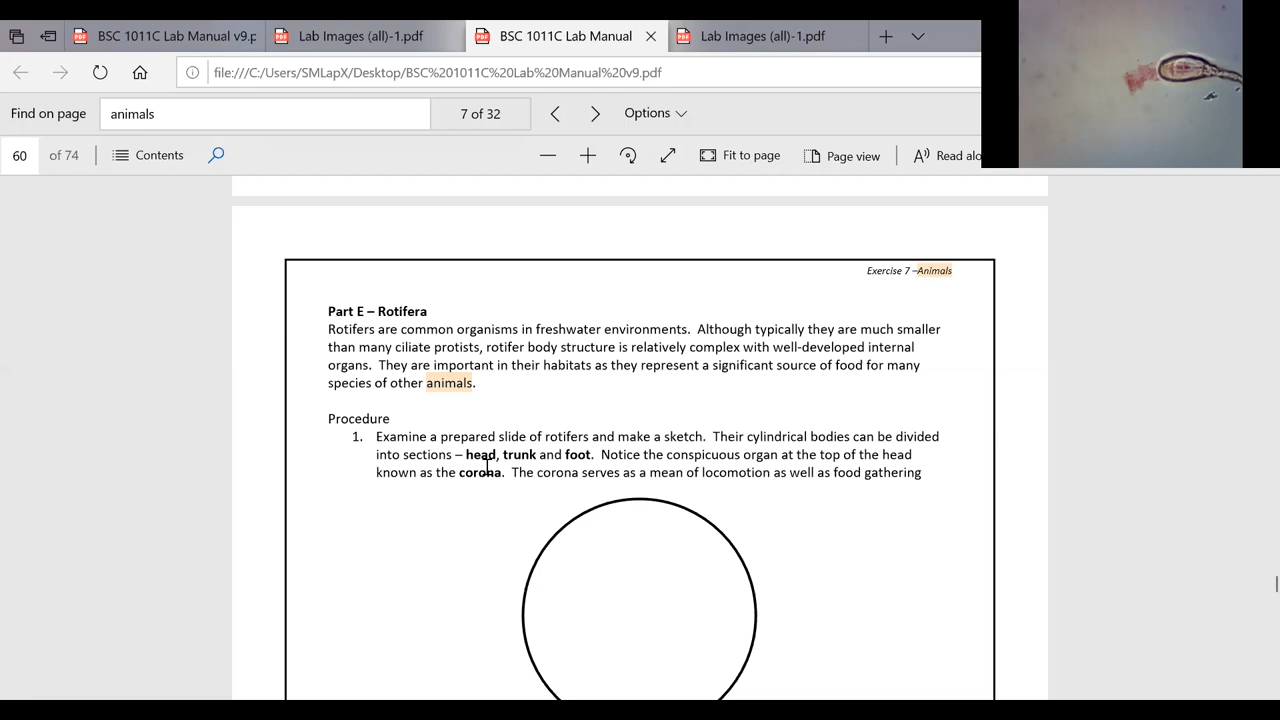 BSC 1011C Lab Manual v9.p
Lab Images (all)-1.pdf
BSC 1011C Lab Manual
Lab Images (all)-1.pdf
file:///C:/Users/SMLapX/Desktop/BSC%201011C%20Lab%20Manual%20v9.pdf
Find on page
animals
7 of 32
Options
60 of 74
Contents
Fit to page
Page view
Read alo
Exercise 7 –Animals
Part E – Rotifera
Rotifers are common organisms in freshwater environments. Although typically they are much smaller
than many ciliate protists, rotifer body structure is relatively complex with well-developed internal
organs. They are important in their habitats as they represent a significant source of food for many
species of other animals.
Procedure
1. Examine a prepared slide of rotifers and make a sketch. Their cylindrical bodies can be divided
into sections – head, trunk and foot. Notice the conspicuous organ at the top of the head
known as the corona. The corona serves as a mean of locomotion as well as food gathering